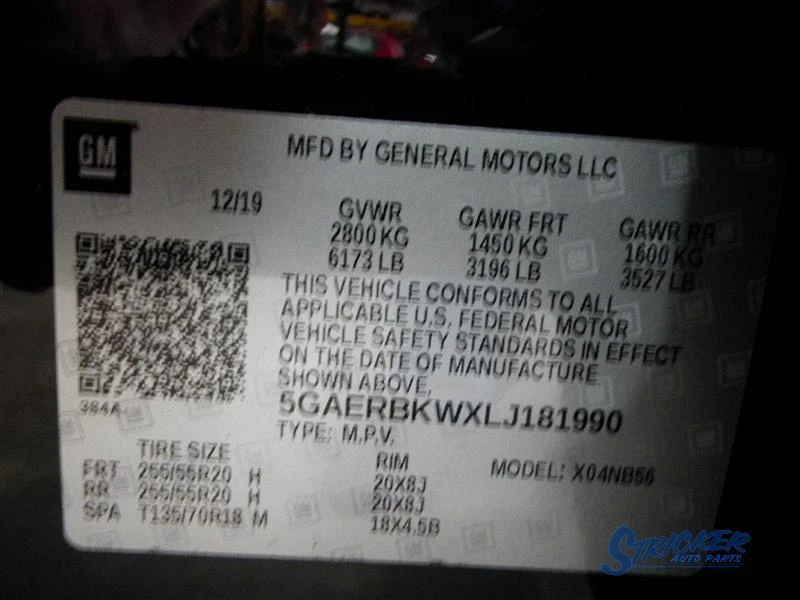 GM
MFD BY GENERAL MOTORS LLC
12/19
GVWR GAWR FRT GAWR RR
2800 KG 1450 KG 1600 KG
6173 LB 3196 LB 3527 LB
THIS VEHICLE CONFORMS TO ALL
APPLICABLE U.S. FEDERAL MOTOR
VEHICLE SAFETY STANDARDS IN EFFECT
ON THE DATE OF MANUFACTURE
SHOWN ABOVE.
384A
5GAERBKWXLJ181990
TYPE: M.P.V.
TIRE SIZE RIM MODEL: X04NB56
FRT 255/55R20 H 20X8J
RR 255/55R20 H 20X8J
SPA T135/70R18 M 18X4.5B
STRICKER
AUTO PARTS